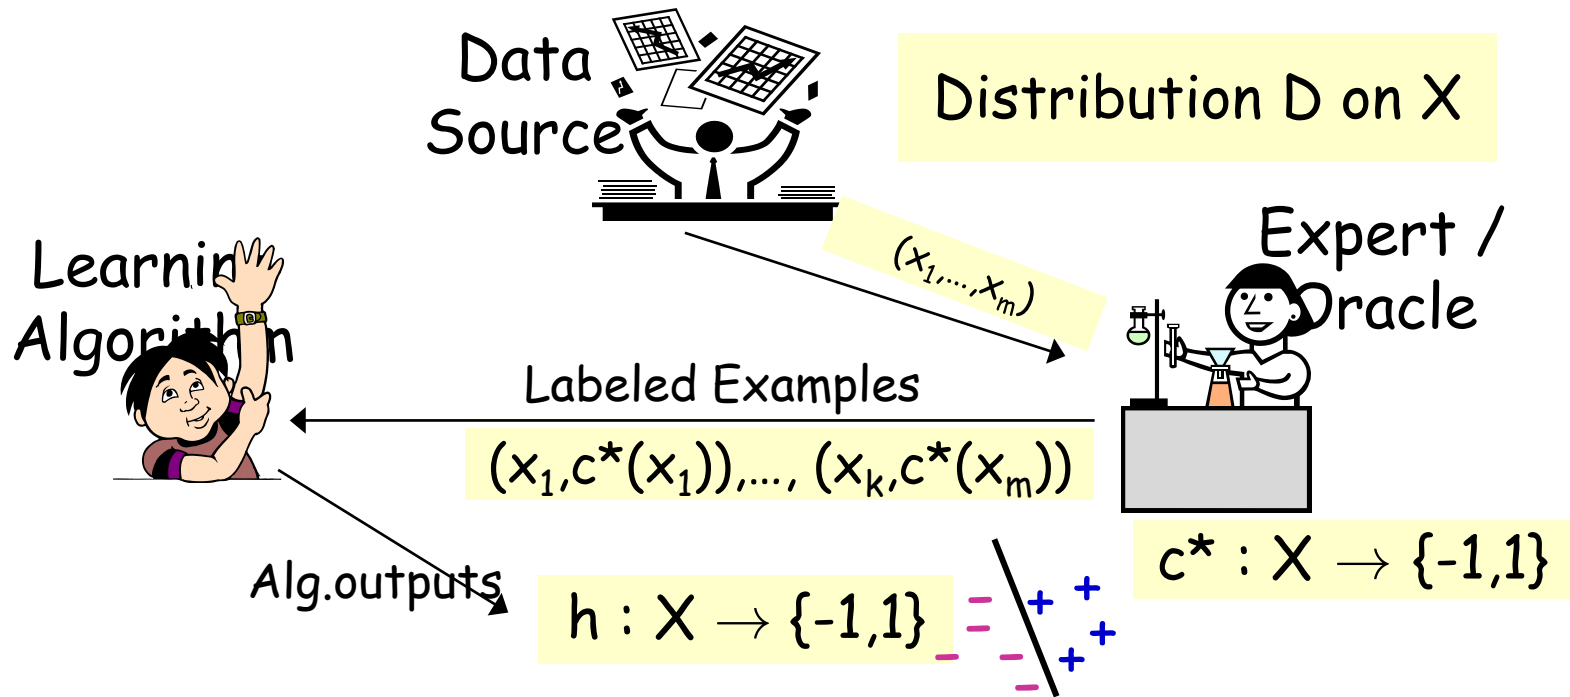 Data
Source
Distribution D on X
Expert /
Oracle
(x₁,...,xₘ)
Learning
Algorithm
Labeled Examples
(x₁,c*(x₁)),..., (xₖ,c*(xₘ))
c* : X → {-1,1}
Alg.outputs
h : X → {-1,1}